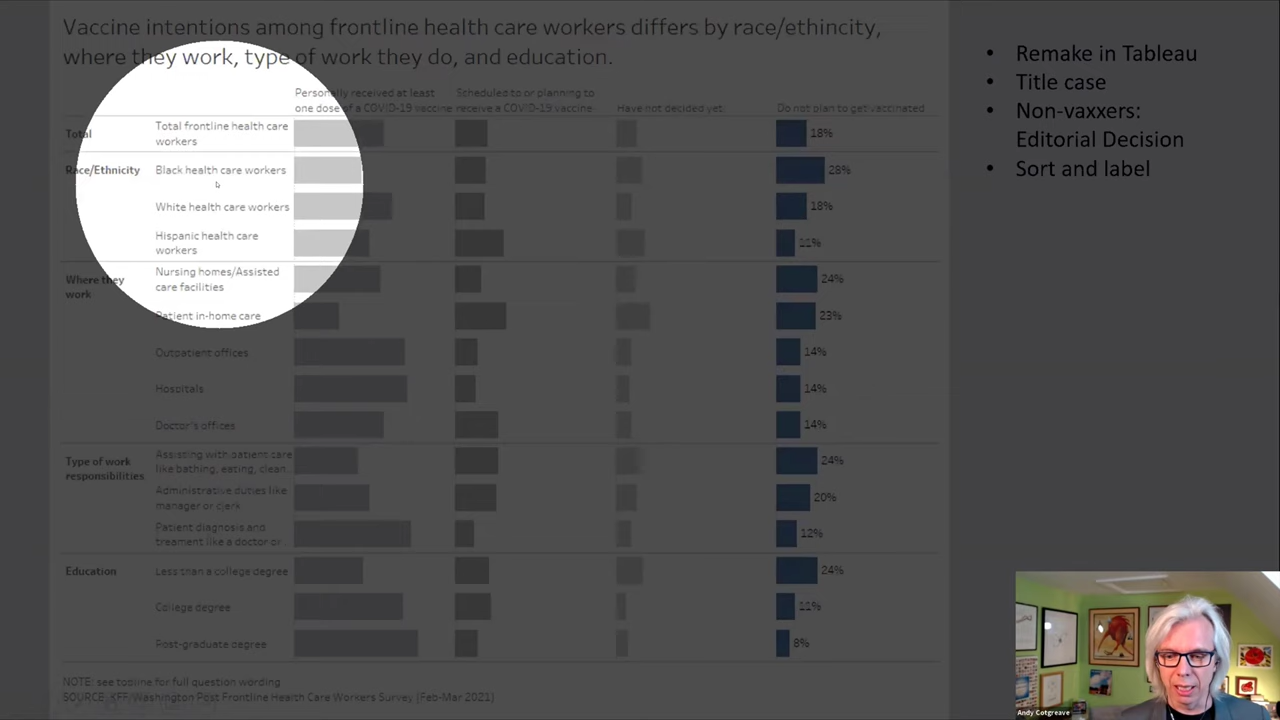 Vaccine intentions among frontline health care workers differs by race/ethincity,
where they work, type of work they do, and education.
Personally received at least
one dose of a COVID-19 vaccine
Scheduled to or planning to
receive a COVID-19 vaccine
Have not decided yet
Do not plan to get vaccinated
Total
Total frontline health care
workers
18%
Race/Ethnicity
Black health care workers
28%
White health care workers
18%
Hispanic health care
workers
11%
Where they
work
Nursing homes/Assisted
care facilities
24%
Patient in-home care
23%
Outpatient offices
14%
Hospitals
14%
Doctor's offices
14%
Type of work
responsibilities
Assisting with patient care
like bathing, eating, clean..
24%
Administrative duties like
manager or clerk
20%
Patient diagnosis and
treament like a doctor or ..
12%
Education
Less than a college degree
24%
College degree
11%
Post-graduate degree
8%
NOTE: see topline for full question wording
SOURCE: KFF/Washington Post Frontline Health Care Workers Survey (Feb-Mar 2021)
• Remake in Tableau
• Title case
• Non-vaxxers:
Editorial Decision
• Sort and label
Andy Cotgreave